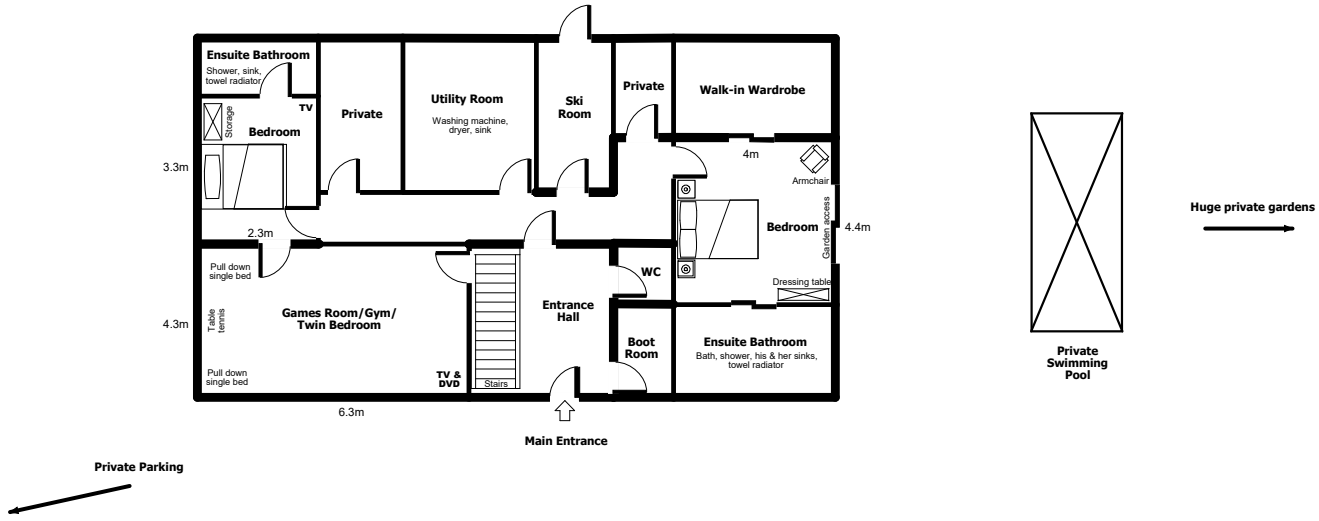 Ensuite Bathroom
Shower, sink,
towel radiator
TV
Storage
Bedroom
3.3m
2.3m
Private
Utility Room
Washing machine,
dryer, sink
Ski
Room
Private
Walk-in Wardrobe
4m
Armchair
Bedroom
Garden access
4.4m
Dressing table
Huge private gardens
Pull down
single bed
Table
tennis
4.3m
Games Room/Gym/
Twin Bedroom
Pull down
single bed
TV &
DVD
6.3m
Stairs
Entrance
Hall
WC
Boot
Room
Ensuite Bathroom
Bath, shower, his & her sinks,
towel radiator
Private
Swimming
Pool
Main Entrance
Private Parking